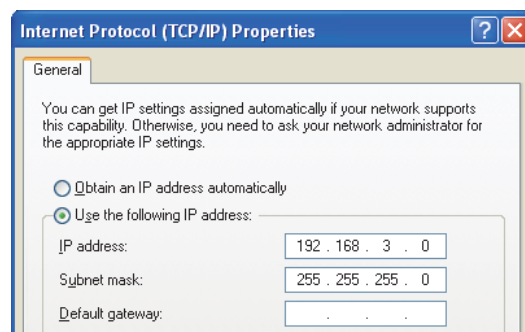 Internet Protocol (TCP/IP) Properties
General
You can get IP settings assigned automatically if your network supports
this capability. Otherwise, you need to ask your network administrator for
the appropriate IP settings.
Obtain an IP address automatically
Use the following IP address:
IP address: 192 . 168 . 3 . 0
Subnet mask: 255 . 255 . 255 . 0
Default gateway: . . .